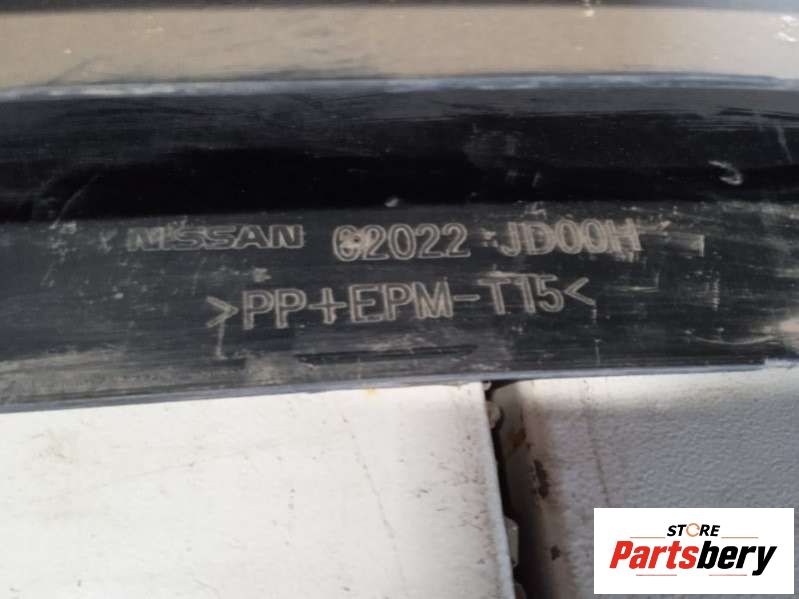 NISSAN 62022 JD00H
>PP+EPM-T15<
STORE
Partsbery